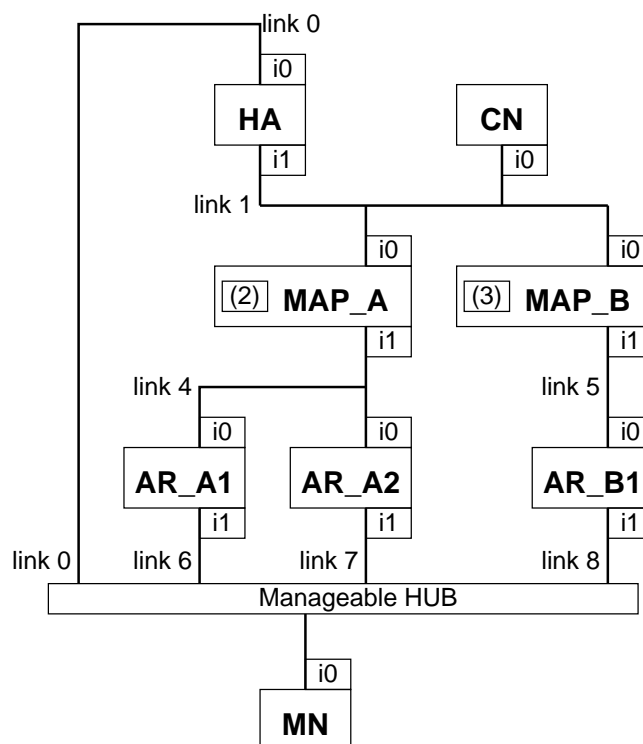 link 0
i0
HA CN
i1 i0
link 1
i0 i0
(2) MAP_A (3) MAP_B
i1 i1
link 4 link 5
i0 i0 i0
AR_A1 AR_A2 AR_B1
i1 i1 i1
link 0 link 6 link 7 link 8
Manageable HUB
i0
MN